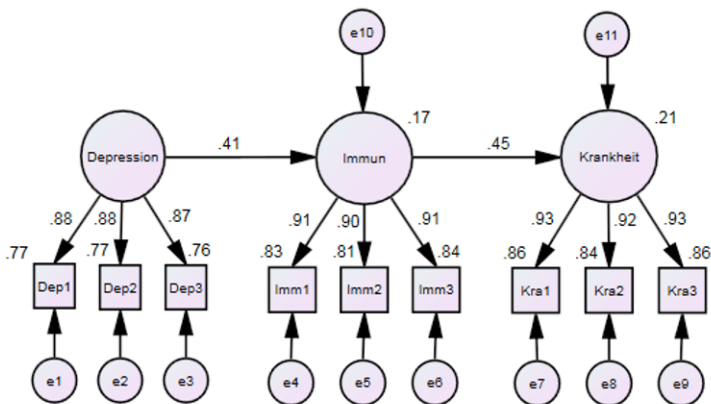 e10 e11
.17 .21
Depression .41 Immun .45 Krankheit
.88 .88 .87 .91 .90 .91 .93 .92 .93
.77 .77 .76 .83 .81 .84 .86 .84 .86
Dep1 Dep2 Dep3 Imm1 Imm2 Imm3 Kra1 Kra2 Kra3
e1 e2 e3 e4 e5 e6 e7 e8 e9